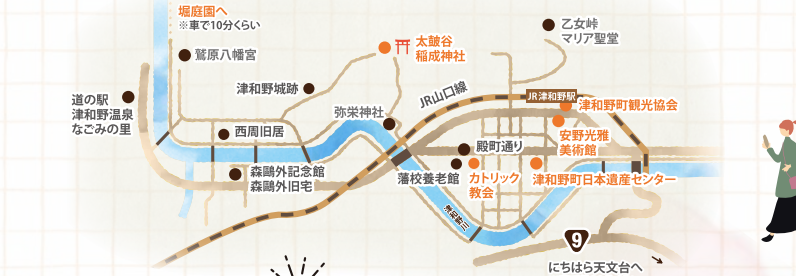 堀庭園へ
※車で10分くらい
鷲原八幡宮
太皷谷
稲成神社
乙女峠
マリア聖堂
道の駅
津和野温泉
なごみの里
津和野城跡
弥栄神社
JR山口線
JR津和野駅
津和野町観光協会
安野光雅
美術館
西周旧居
殿町通り
森鷗外記念館
森鷗外旧宅
藩校養老館
カトリック
教会
津和野町日本遺産センター
津和野川
9
にちはら天文台へ